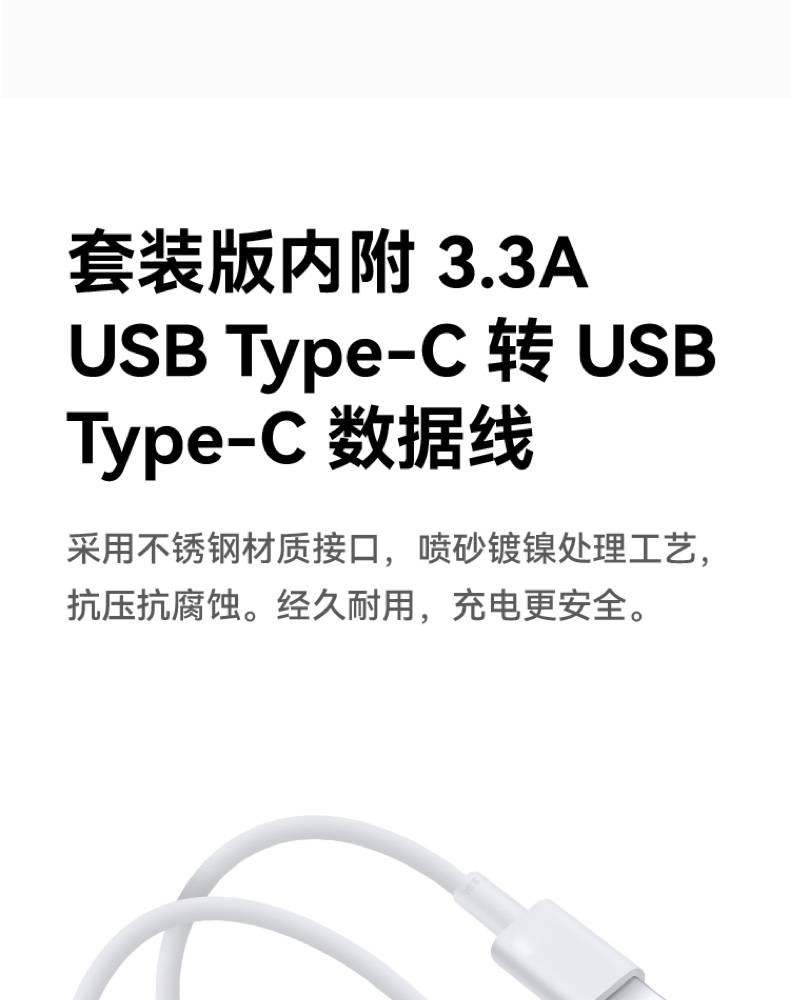 套装版内附 3.3A
USB Type-C 转 USB
Type-C 数据线
采用不锈钢材质接口，喷砂镀镍处理工艺，
抗压抗腐蚀。经久耐用，充电更安全。